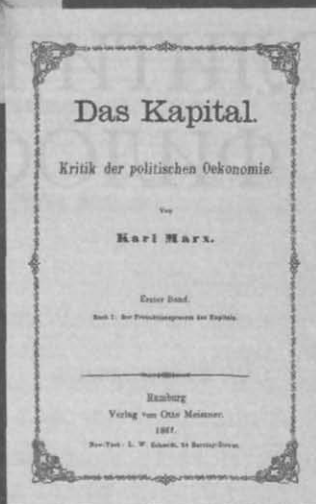 Das Kapital.
Kritik der politischen Oekonomie.
Von
Karl Marx.
Erster Band.
Buch I: Der Produktionsprocess des Kapitals.
Hamburg
Verlag von Otto Meissner.
1867.
New-York: L. W. Schmidt, 24 Barclay-Street.